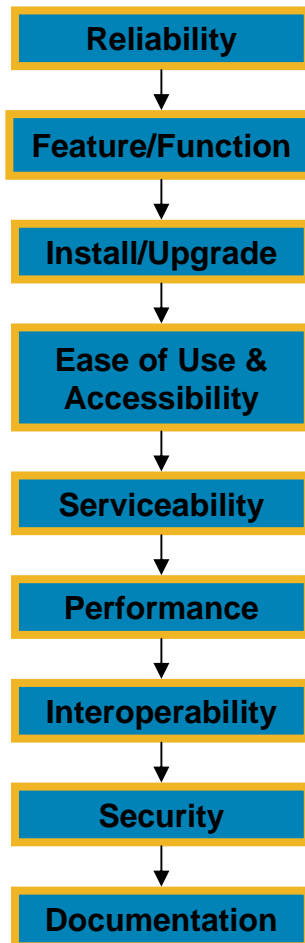 Reliability
Feature/Function
Install/Upgrade
Ease of Use &
Accessibility
Serviceability
Performance
Interoperability
Security
Documentation